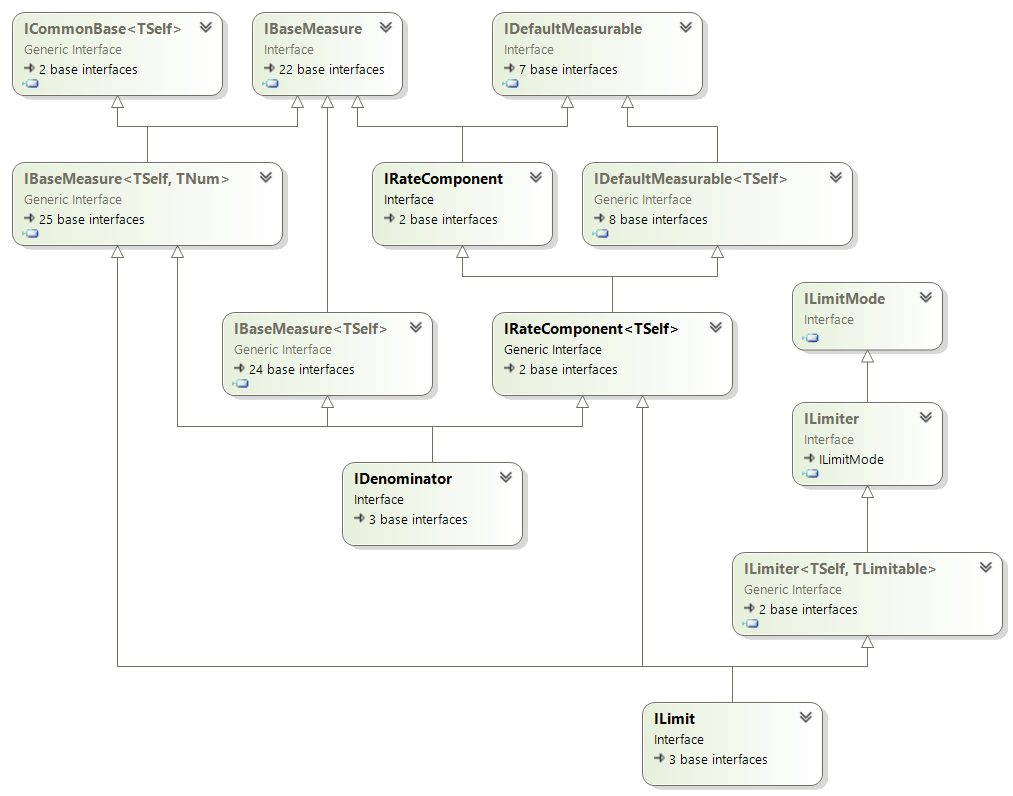 ICommonBase<TSelf>
Generic Interface
2 base interfaces
IBaseMeasure
Interface
22 base interfaces
IDefaultMeasurable
Interface
7 base interfaces
IBaseMeasure<TSelf, TNum>
Generic Interface
25 base interfaces
IRateComponent
Interface
2 base interfaces
IDefaultMeasurable<TSelf>
Generic Interface
8 base interfaces
ILimitMode
Interface
IBaseMeasure<TSelf>
Generic Interface
24 base interfaces
IRateComponent<TSelf>
Generic Interface
2 base interfaces
ILimiter
Interface
ILimitMode
IDenominator
Interface
3 base interfaces
ILimiter<TSelf, TLimitable>
Generic Interface
2 base interfaces
ILimit
Interface
3 base interfaces